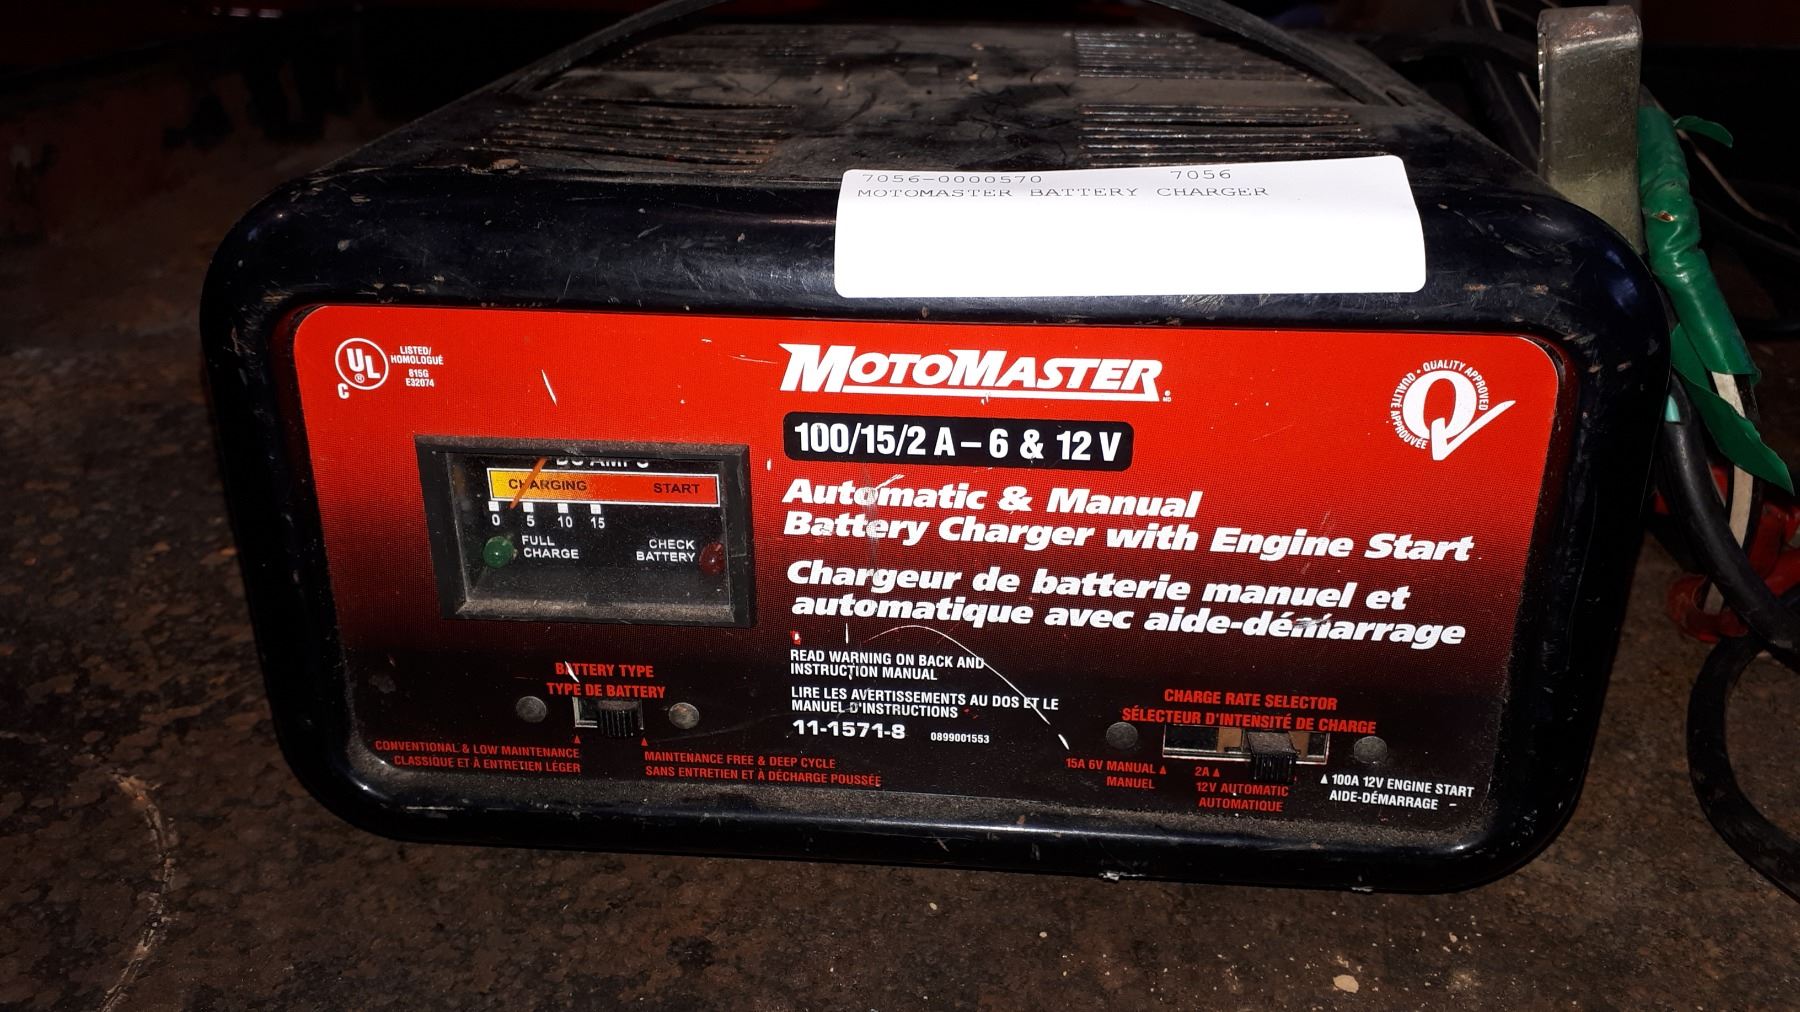 7056-0000570 7056
MOTOMASTER BATTERY CHARGER
UL
®
C
LISTED/
HOMOLOGUÉ
815G
E32074
MOTOMASTER
MD
QUALITY APPROVED
QUALITÉ APPROUVÉE
Q
100/15/2 A – 6 & 12 V
DC AMPS
CHARGING START
0 5 10 15
FULL
CHARGE
CHECK
BATTERY
Automatic & Manual
Battery Charger with Engine Start
Chargeur de batterie manuel et
automatique avec aide-démarrage
READ WARNING ON BACK AND
INSTRUCTION MANUAL
LIRE LES AVERTISSEMENTS AU DOS ET LE
MANUEL D'INSTRUCTIONS
11-1571-8 0899001553
BATTERY TYPE
TYPE DE BATTERY
CONVENTIONAL & LOW MAINTENANCE
CLASSIQUE ET À ENTRETIEN LÉGER
MAINTENANCE FREE & DEEP CYCLE
SANS ENTRETIEN ET À DÉCHARGE POUSSÉE
CHARGE RATE SELECTOR
SÉLECTEUR D'INTENSITÉ DE CHARGE
15A 6V MANUAL
MANUEL
2A
12V AUTOMATIC
AUTOMATIQUE
100A 12V ENGINE START
AIDE-DÉMARRAGE